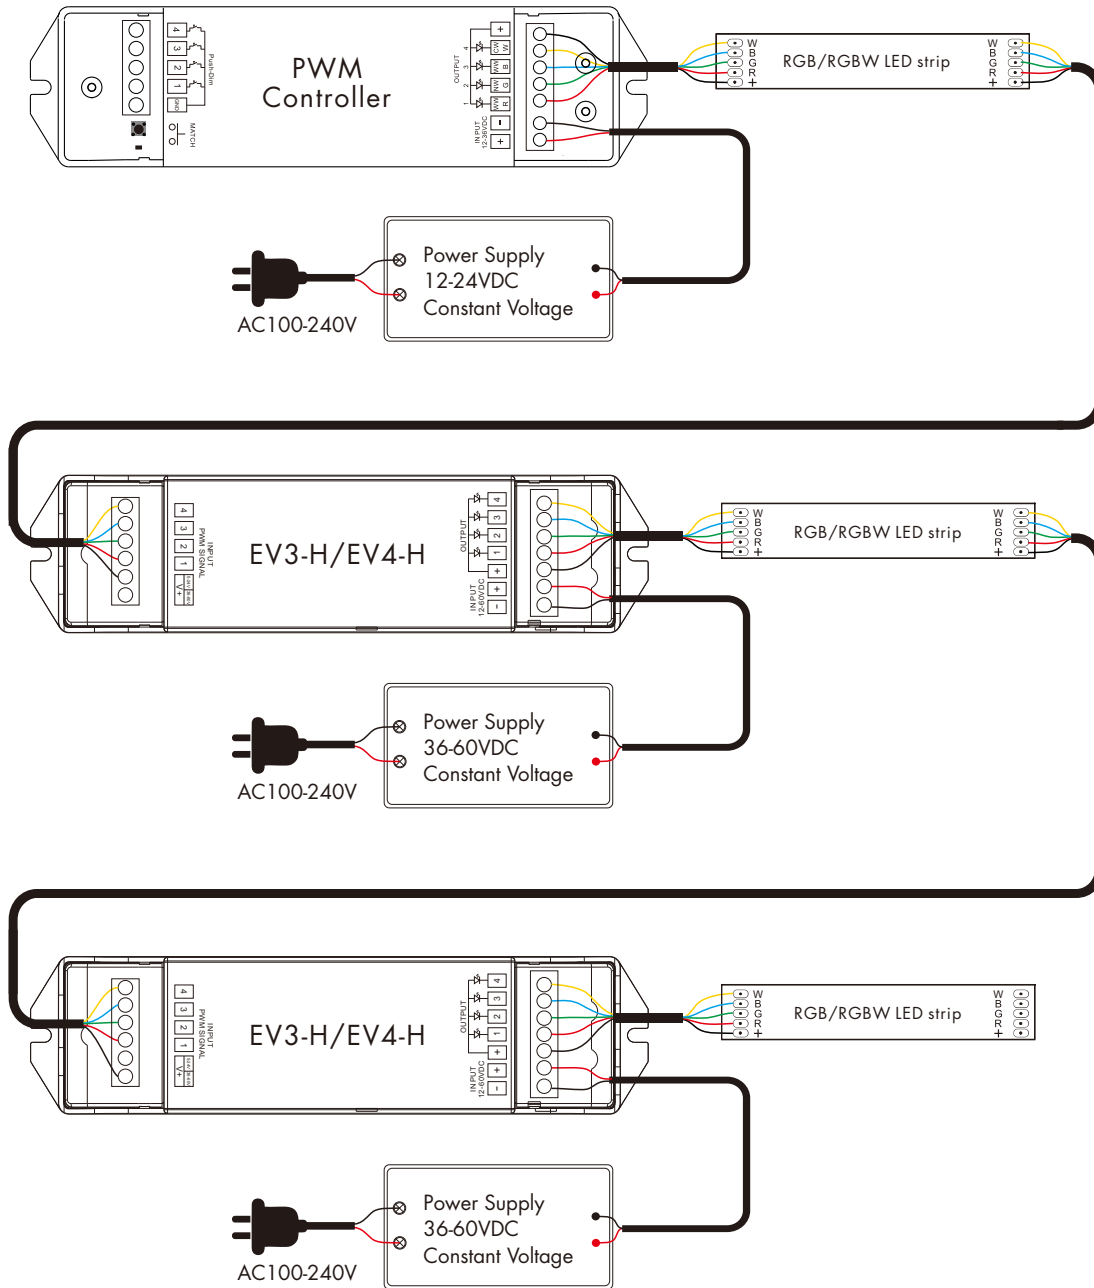 4
3
2
1
GND
Push-Dim
MATCH
PWM
Controller
OUTPUT
4
3
2
1
+
CW
W
WW
B
NW
G
WW
R
INPUT
12-36VDC
-
+
W
B
G
R
+
RGB/RGBW LED strip
W
B
G
R
+
Power Supply
12-24VDC
Constant Voltage
AC100-240V
4
3
2
1
V+
INPUT
PWM SIGNAL
EV3-H/EV4-H
OUTPUT
4
3
2
1
+
INPUT
12-60VDC
+
-
W
B
G
R
+
RGB/RGBW LED strip
W
B
G
R
+
Power Supply
36-60VDC
Constant Voltage
AC100-240V
4
3
2
1
V+
INPUT
PWM SIGNAL
EV3-H/EV4-H
OUTPUT
4
3
2
1
+
INPUT
12-60VDC
+
-
W
B
G
R
+
RGB/RGBW LED strip
W
B
G
R
+
Power Supply
36-60VDC
Constant Voltage
AC100-240V